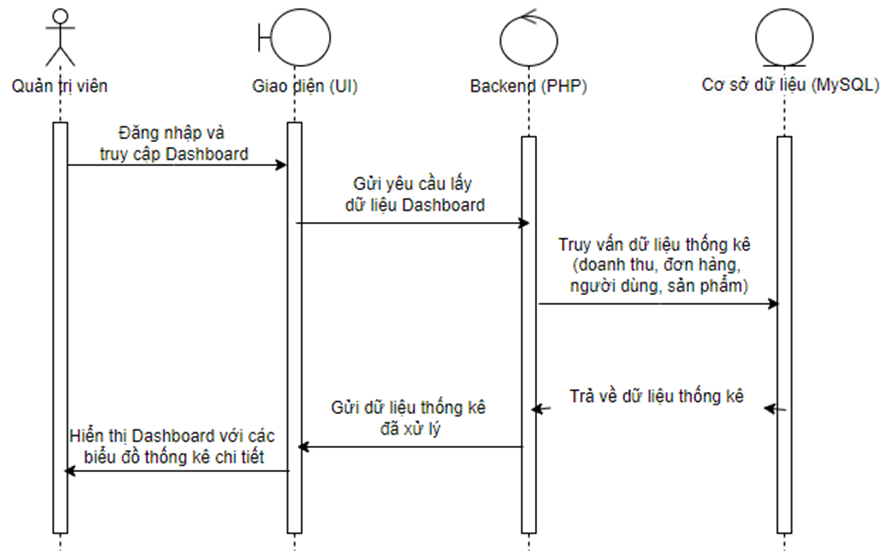 Quản trị viên
Giao diện (UI)
Backend (PHP)
Cơ sở dữ liệu (MySQL)
Đăng nhập và
truy cập Dashboard
Gửi yêu cầu lấy
dữ liệu Dashboard
Truy vấn dữ liệu thống kê
(doanh thu, đơn hàng,
người dùng, sản phẩm)
Trả về dữ liệu thống kê
Gửi dữ liệu thống kê
đã xử lý
Hiển thị Dashboard với các
biểu đồ thống kê chi tiết